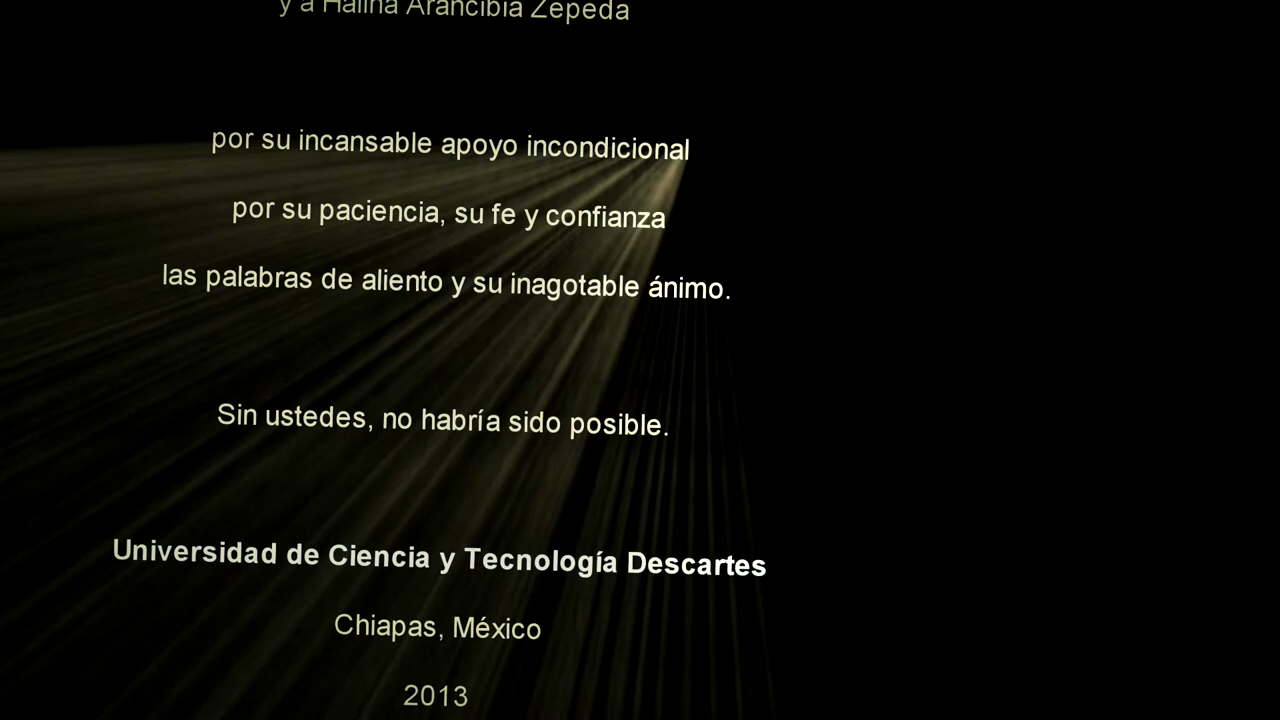 y a Halina Arancibia Zepeda
por su incansable apoyo incondicional
por su paciencia, su fe y confianza
las palabras de aliento y su inagotable ánimo.
Sin ustedes, no habría sido posible.
Universidad de Ciencia y Tecnología Descartes
Chiapas, México
2013